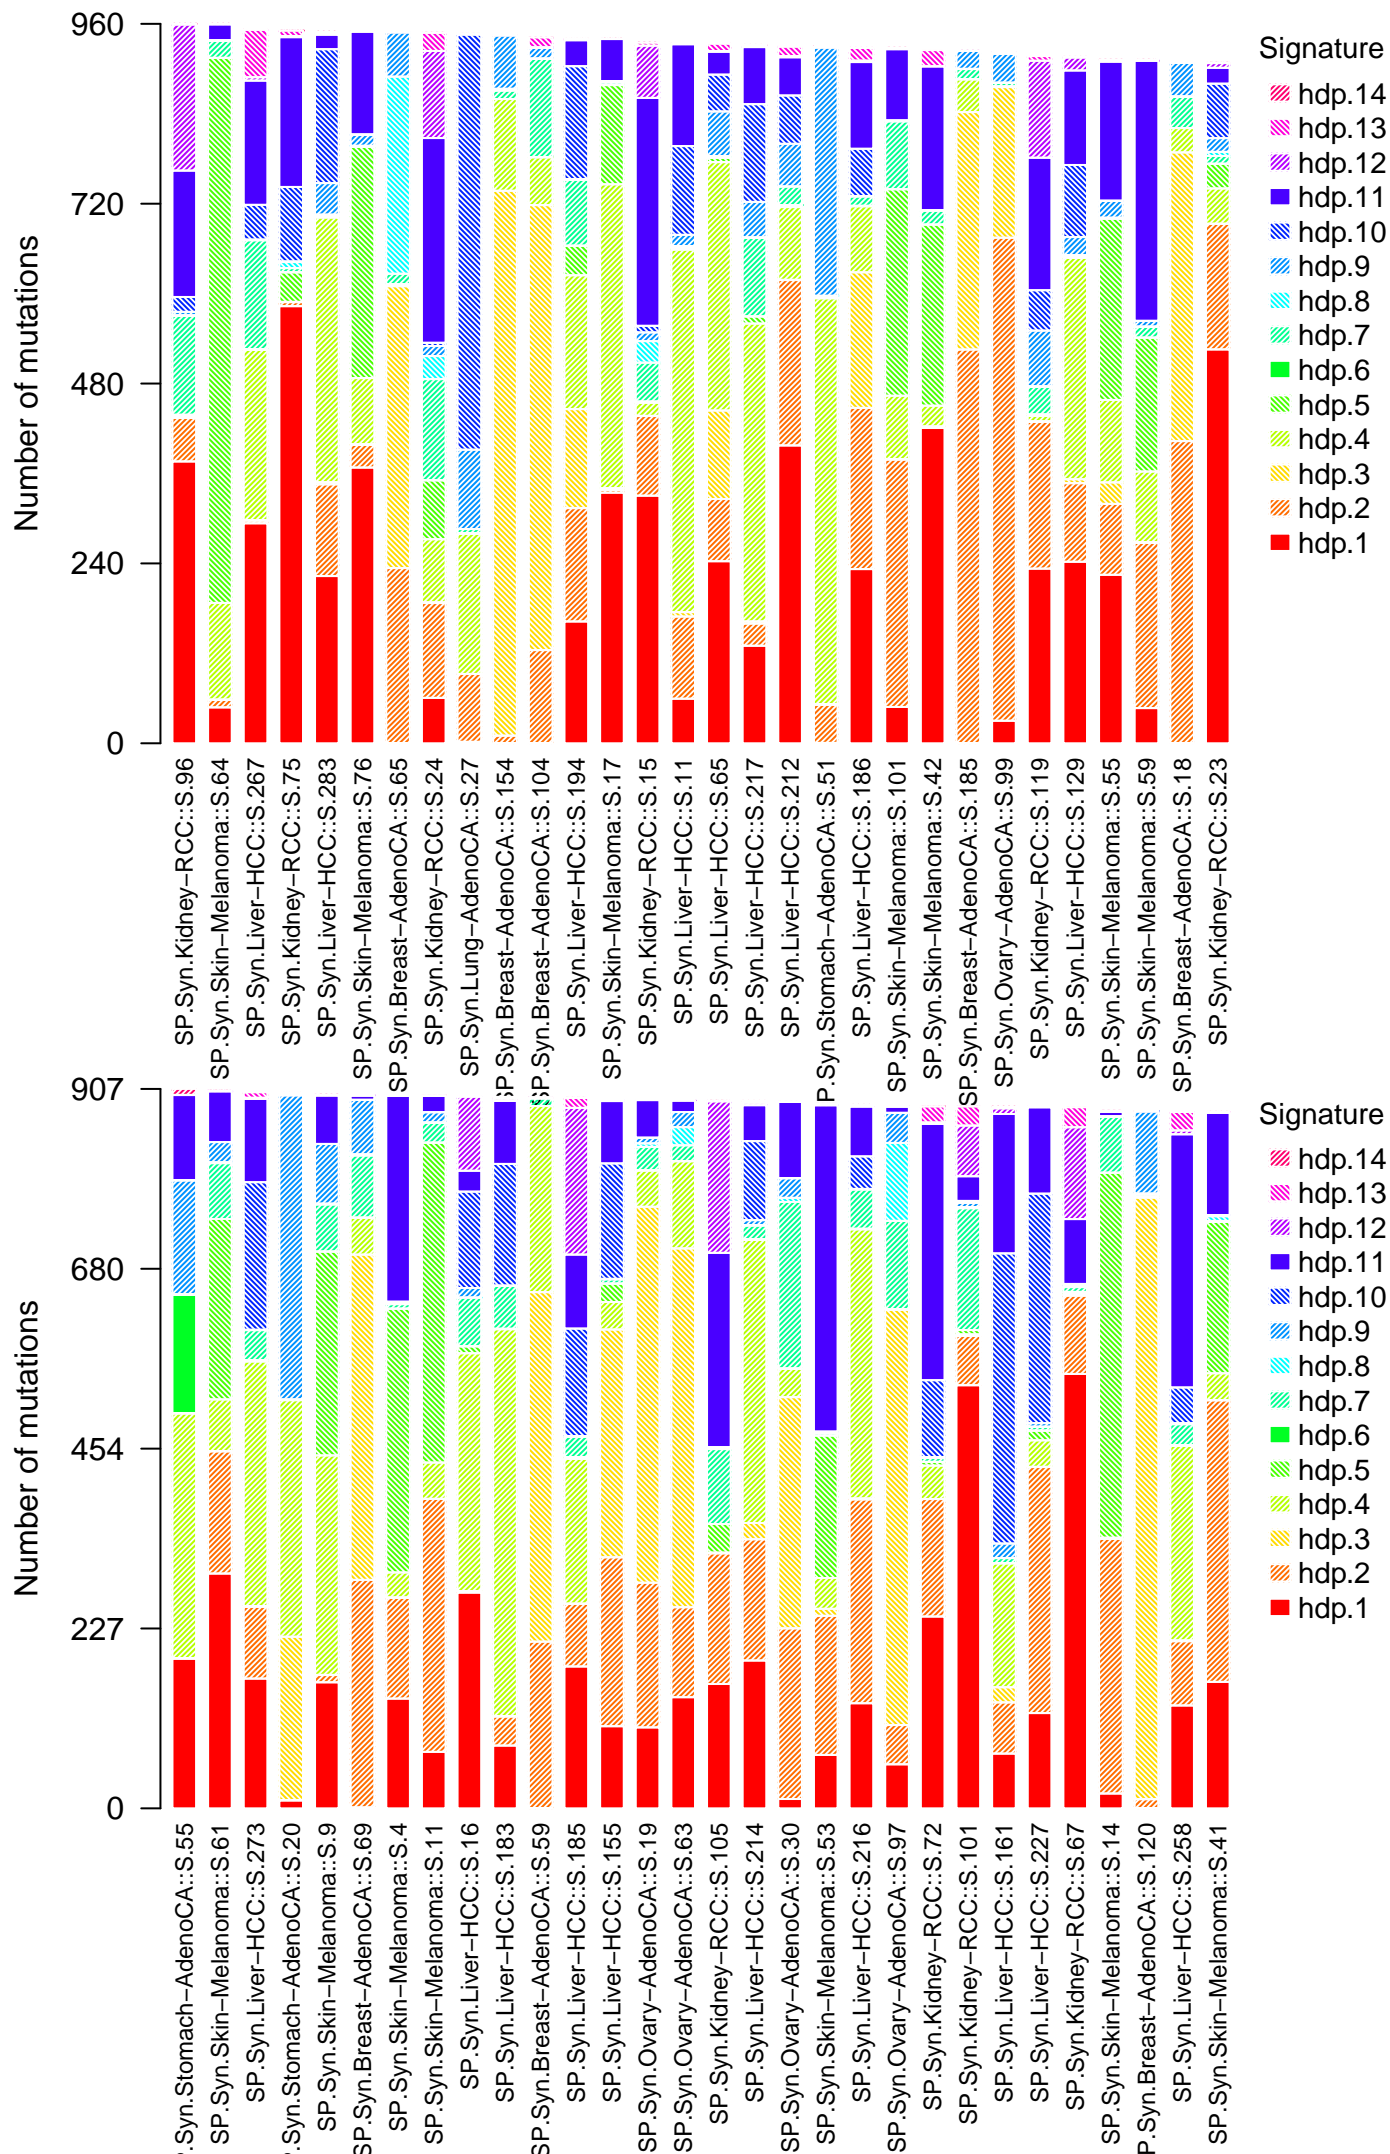 960
720
480
240
0
Number of mutations
Signature
hdp.14
hdp.13
hdp.12
hdp.11
hdp.10
hdp.9
hdp.8
hdp.7
hdp.6
hdp.5
hdp.4
hdp.3
hdp.2
hdp.1
SP.Syn.Kidney−RCC::S.96
SP.Syn.Skin−Melanoma::S.64
SP.Syn.Liver−HCC::S.267
SP.Syn.Kidney−RCC::S.75
SP.Syn.Liver−HCC::S.283
SP.Syn.Skin−Melanoma::S.76
SP.Syn.Breast−AdenoCA::S.65
SP.Syn.Kidney−RCC::S.24
SP.Syn.Lung−AdenoCA::S.27
SP.Syn.Breast−AdenoCA::S.154
SP.Syn.Breast−AdenoCA::S.104
SP.Syn.Liver−HCC::S.194
SP.Syn.Skin−Melanoma::S.17
SP.Syn.Kidney−RCC::S.15
SP.Syn.Liver−HCC::S.11
SP.Syn.Liver−HCC::S.65
SP.Syn.Liver−HCC::S.217
SP.Syn.Liver−HCC::S.212
P.Syn.Stomach−AdenoCA::S.51
SP.Syn.Liver−HCC::S.186
SP.Syn.Skin−Melanoma::S.101
SP.Syn.Skin−Melanoma::S.42
SP.Syn.Breast−AdenoCA::S.185
SP.Syn.Ovary−AdenoCA::S.99
SP.Syn.Kidney−RCC::S.119
SP.Syn.Liver−HCC::S.129
SP.Syn.Skin−Melanoma::S.55
SP.Syn.Skin−Melanoma::S.59
SP.Syn.Breast−AdenoCA::S.18
SP.Syn.Kidney−RCC::S.23
907
680
454
227
0
Number of mutations
Signature
hdp.14
hdp.13
hdp.12
hdp.11
hdp.10
hdp.9
hdp.8
hdp.7
hdp.6
hdp.5
hdp.4
hdp.3
hdp.2
hdp.1
P.Syn.Stomach−AdenoCA::S.55
SP.Syn.Skin−Melanoma::S.61
SP.Syn.Liver−HCC::S.273
P.Syn.Stomach−AdenoCA::S.20
SP.Syn.Skin−Melanoma::S.9
SP.Syn.Breast−AdenoCA::S.69
SP.Syn.Skin−Melanoma::S.4
SP.Syn.Skin−Melanoma::S.11
SP.Syn.Liver−HCC::S.16
SP.Syn.Liver−HCC::S.183
SP.Syn.Breast−AdenoCA::S.59
SP.Syn.Liver−HCC::S.185
SP.Syn.Liver−HCC::S.155
SP.Syn.Ovary−AdenoCA::S.19
SP.Syn.Ovary−AdenoCA::S.63
SP.Syn.Kidney−RCC::S.105
SP.Syn.Liver−HCC::S.214
SP.Syn.Ovary−AdenoCA::S.30
SP.Syn.Skin−Melanoma::S.53
SP.Syn.Liver−HCC::S.216
SP.Syn.Ovary−AdenoCA::S.97
SP.Syn.Kidney−RCC::S.72
SP.Syn.Kidney−RCC::S.101
SP.Syn.Liver−HCC::S.161
SP.Syn.Liver−HCC::S.227
SP.Syn.Kidney−RCC::S.67
SP.Syn.Skin−Melanoma::S.14
P.Syn.Breast−AdenoCA::S.120
SP.Syn.Liver−HCC::S.258
SP.Syn.Skin−Melanoma::S.41